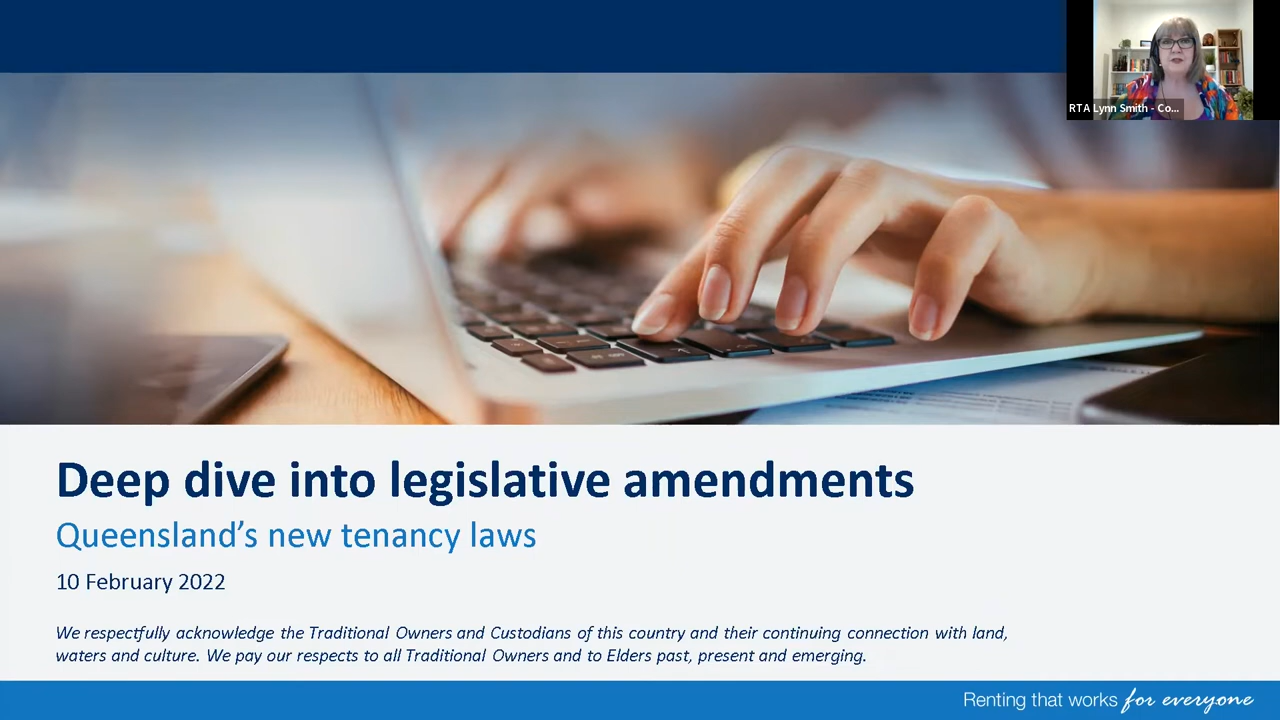 RTA Lynn Smith - Co...
Deep dive into legislative amendments
Queensland's new tenancy laws
10 February 2022
We respectfully acknowledge the Traditional Owners and Custodians of this country and their continuing connection with land,
waters and culture. We pay our respects to all Traditional Owners and to Elders past, present and emerging.
Renting that works for everyone